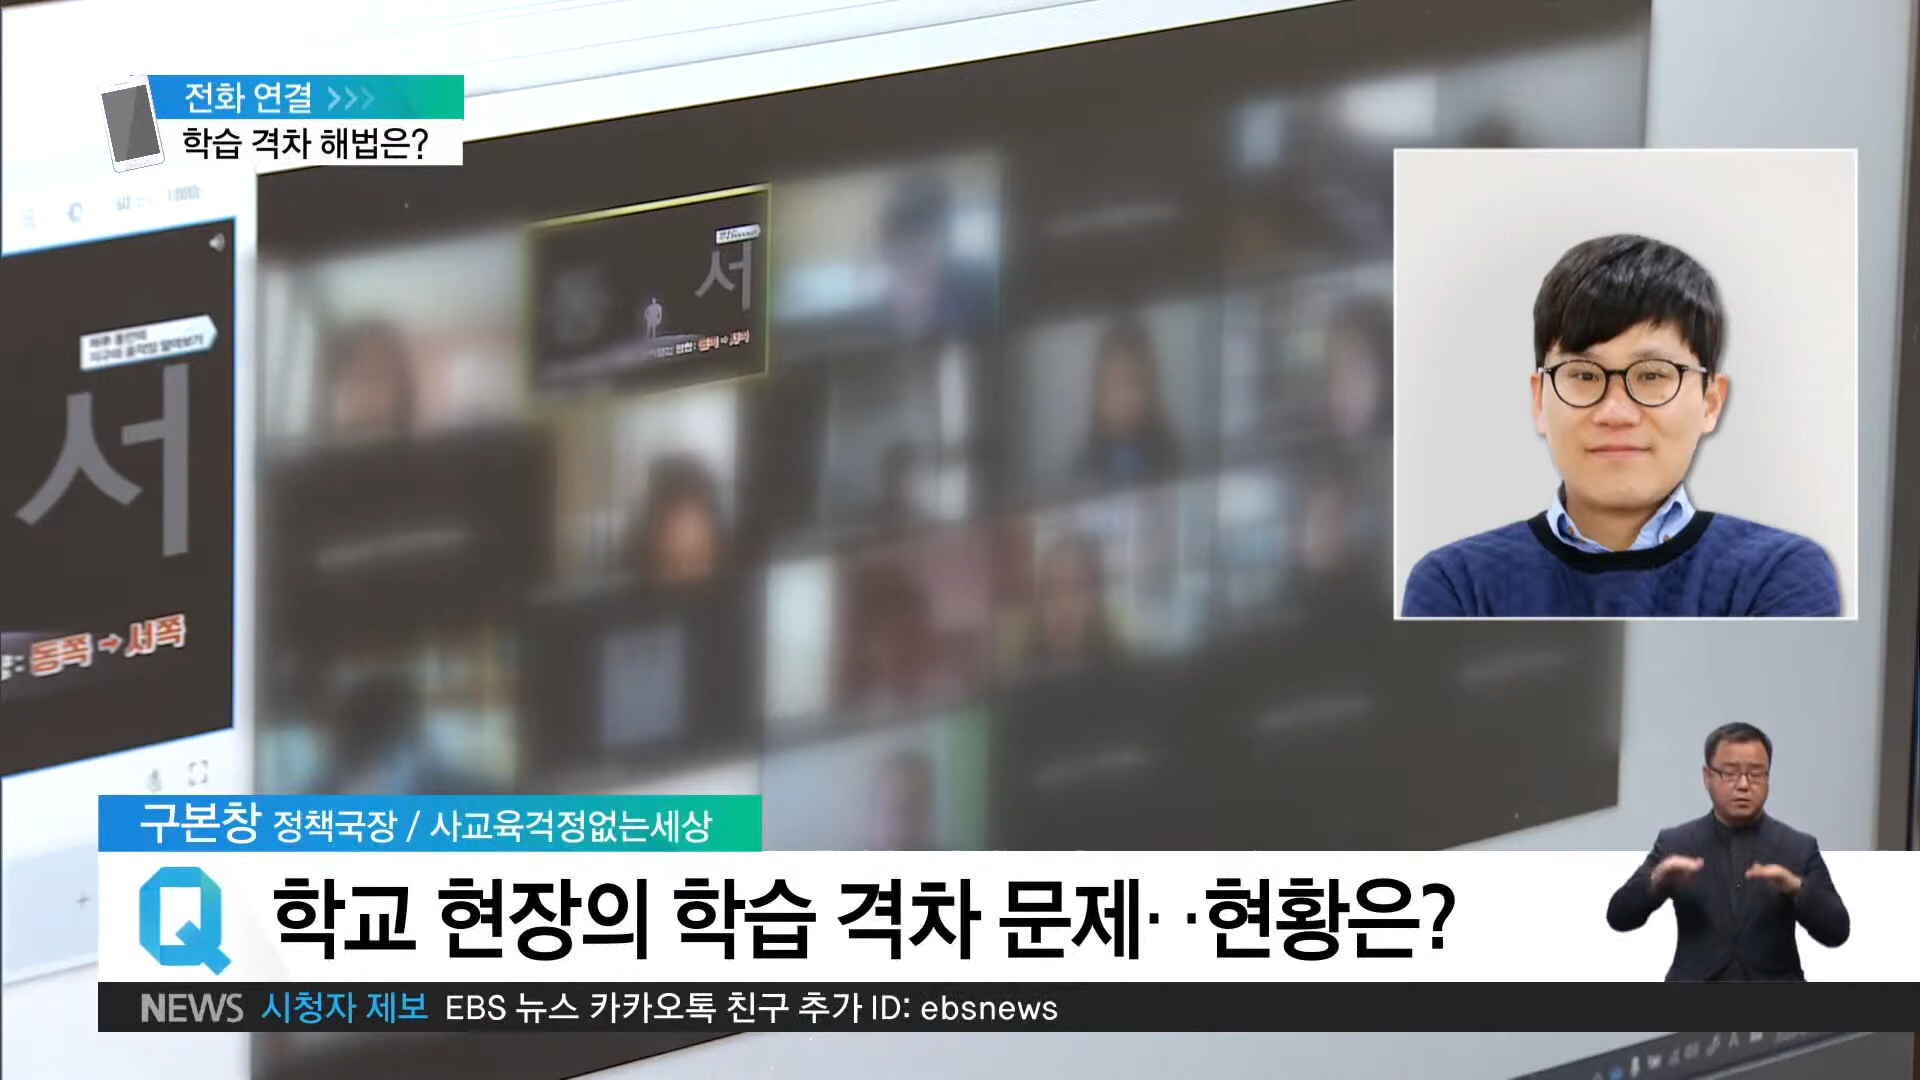 전화 연결 >>>
학습 격차 해법은?
서
서
동쪽 → 서쪽
구본창 정책국장 / 사교육걱정없는세상
Q 학교 현장의 학습 격차 문제‥현황은?
NEWS 시청자 제보 EBS 뉴스 카카오톡 친구 추가 ID: ebsnews